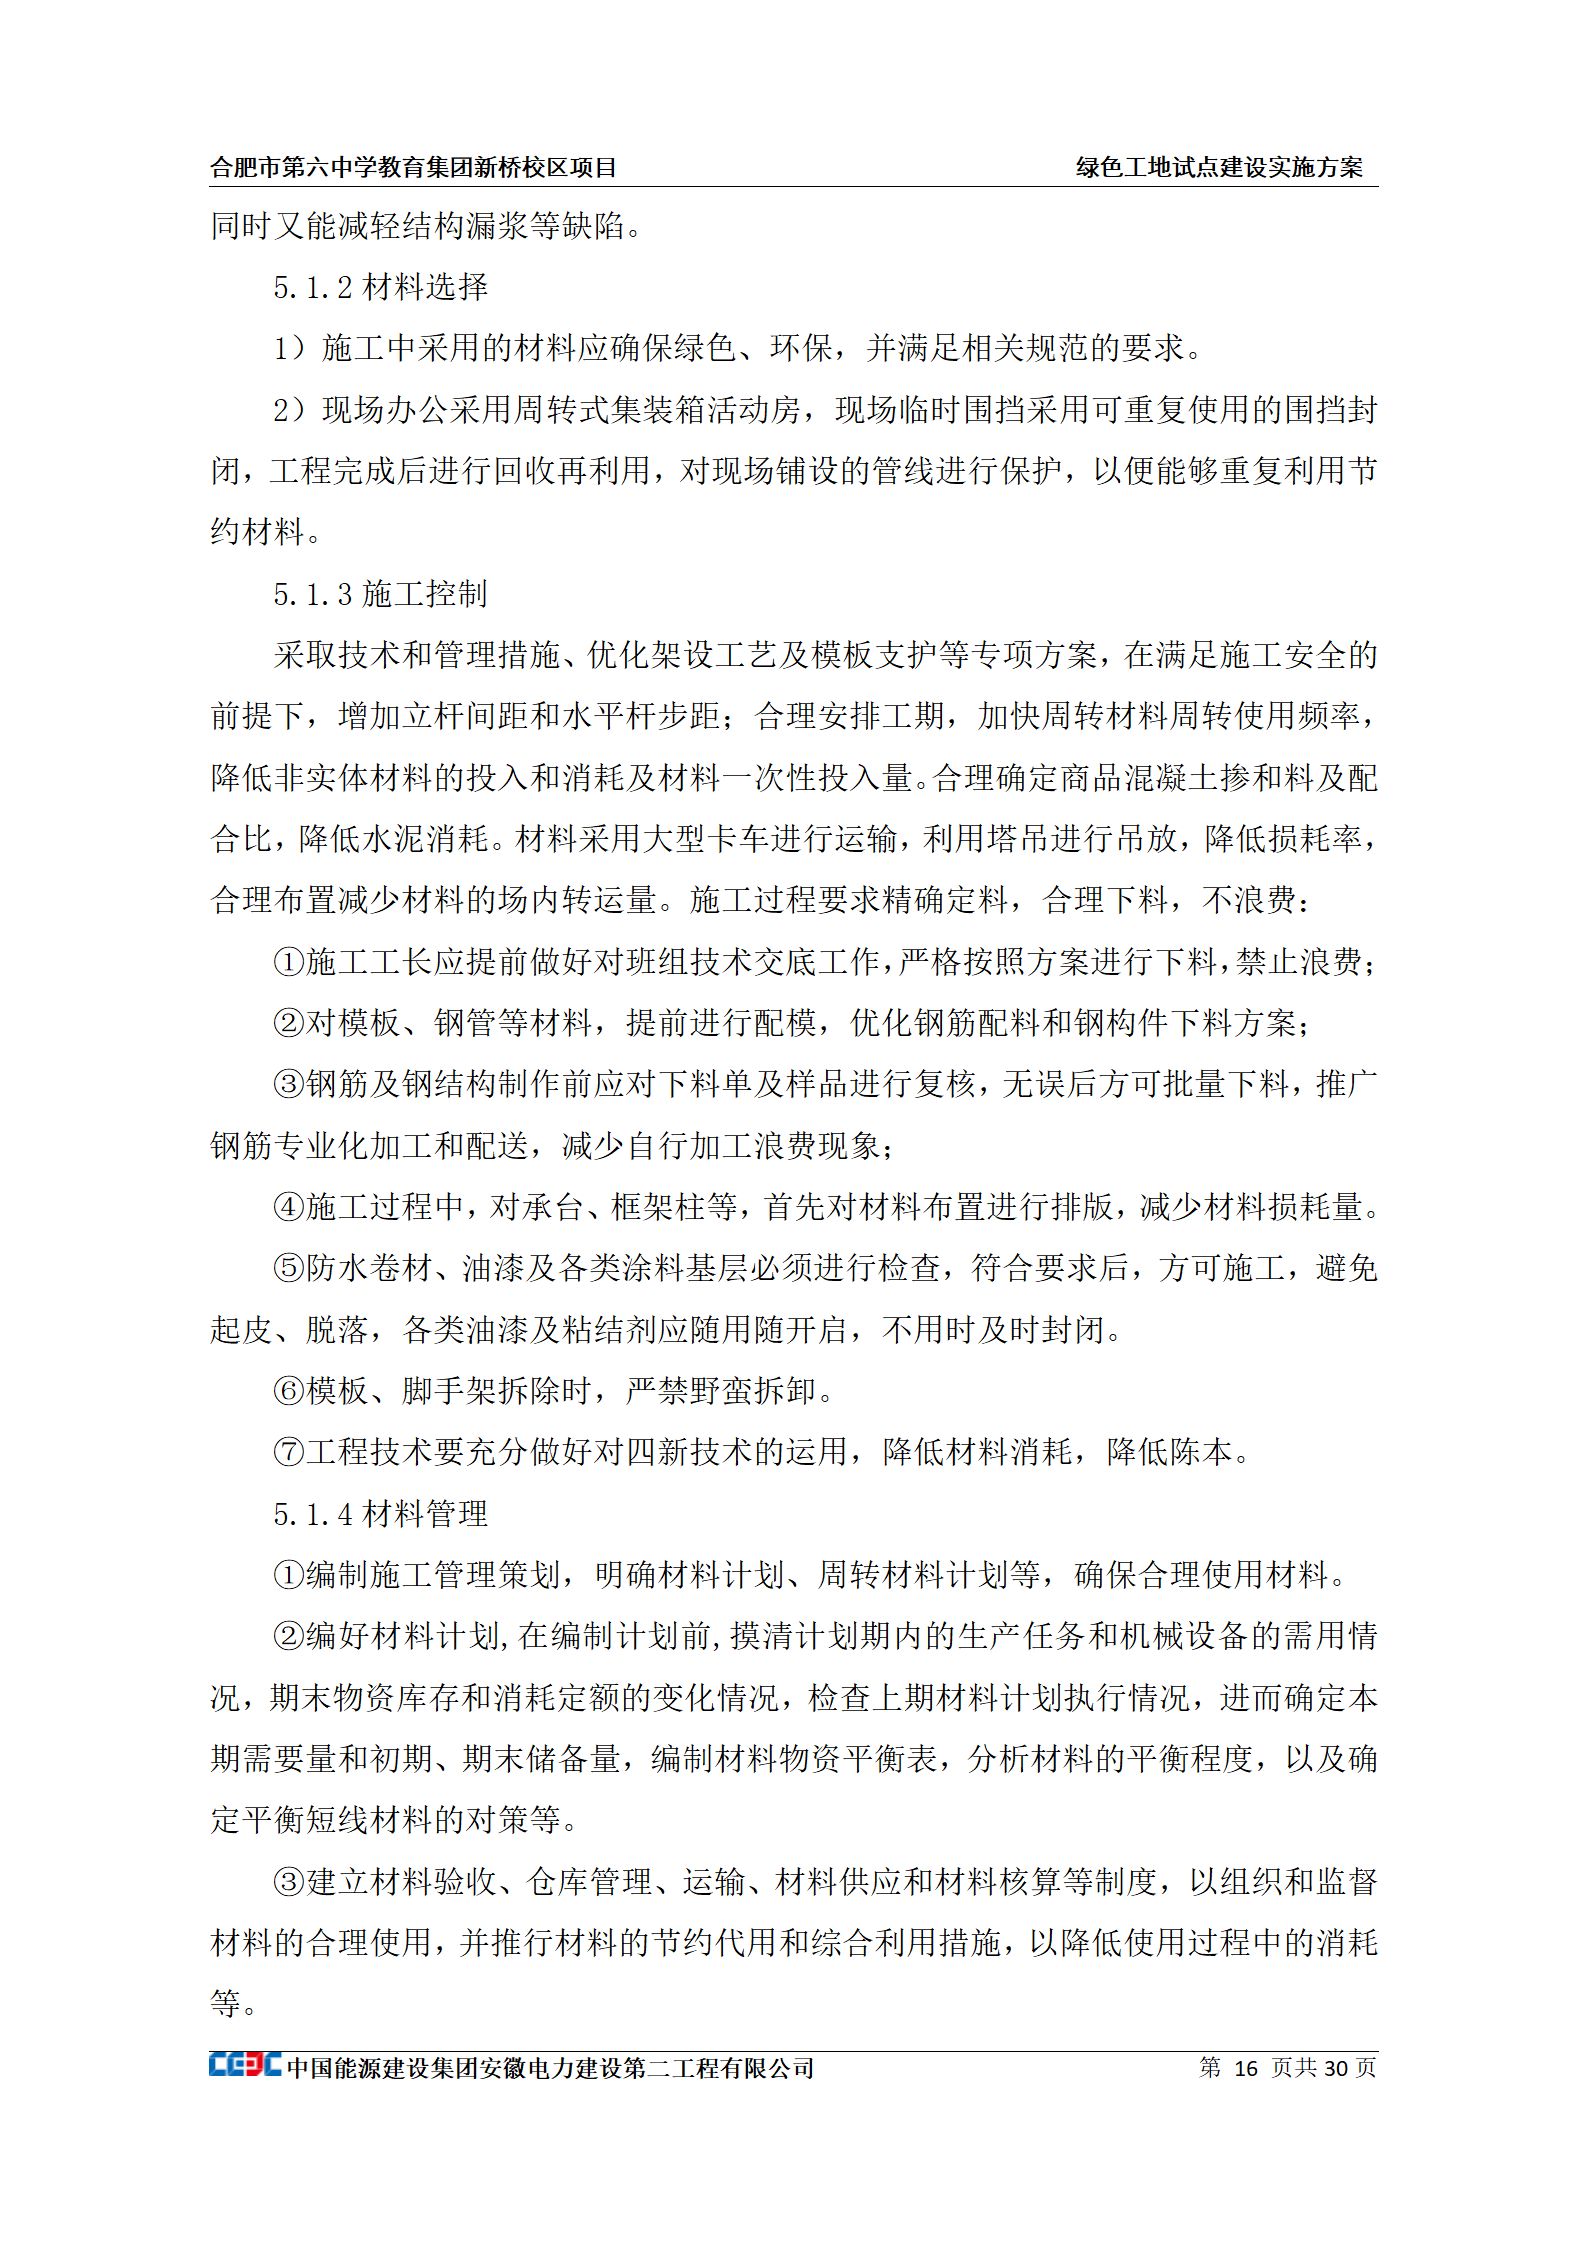 合肥市第六中学教育集团新桥校区项目 绿色工地试点建设实施方案
同时又能减轻结构漏浆等缺陷。
5.1.2 材料选择
1）施工中采用的材料应确保绿色、环保，并满足相关规范的要求。
2）现场办公采用周转式集装箱活动房，现场临时围挡采用可重复使用的围挡封
闭，工程完成后进行回收再利用，对现场铺设的管线进行保护，以便能够重复利用节
约材料。
5.1.3 施工控制
采取技术和管理措施、优化架设工艺及模板支护等专项方案，在满足施工安全的
前提下，增加立杆间距和水平杆步距；合理安排工期，加快周转材料周转使用频率，
降低非实体材料的投入和消耗及材料一次性投入量。合理确定商品混凝土掺和料及配
合比，降低水泥消耗。材料采用大型卡车进行运输，利用塔吊进行吊放，降低损耗率，
合理布置减少材料的场内转运量。施工过程要求精确定料，合理下料，不浪费：
①施工工长应提前做好对班组技术交底工作，严格按照方案进行下料，禁止浪费；
②对模板、钢管等材料，提前进行配模，优化钢筋配料和钢构件下料方案；
③钢筋及钢结构制作前应对下料单及样品进行复核，无误后方可批量下料，推广
钢筋专业化加工和配送，减少自行加工浪费现象；
④施工过程中，对承台、框架柱等，首先对材料布置进行排版，减少材料损耗量。
⑤防水卷材、油漆及各类涂料基层必须进行检查，符合要求后，方可施工，避免
起皮、脱落，各类油漆及粘结剂应随用随开启，不用时及时封闭。
⑥模板、脚手架拆除时，严禁野蛮拆卸。
⑦工程技术要充分做好对四新技术的运用，降低材料消耗，降低陈本。
5.1.4 材料管理
①编制施工管理策划，明确材料计划、周转材料计划等，确保合理使用材料。
②编好材料计划,在编制计划前,摸清计划期内的生产任务和机械设备的需用情
况，期末物资库存和消耗定额的变化情况，检查上期材料计划执行情况，进而确定本
期需要量和初期、期末储备量，编制材料物资平衡表，分析材料的平衡程度，以及确
定平衡短线材料的对策等。
③建立材料验收、仓库管理、运输、材料供应和材料核算等制度，以组织和监督
材料的合理使用，并推行材料的节约代用和综合利用措施，以降低使用过程中的消耗
等。
CEEC 中国能源建设集团安徽电力建设第二工程有限公司 第 16 页共 30 页